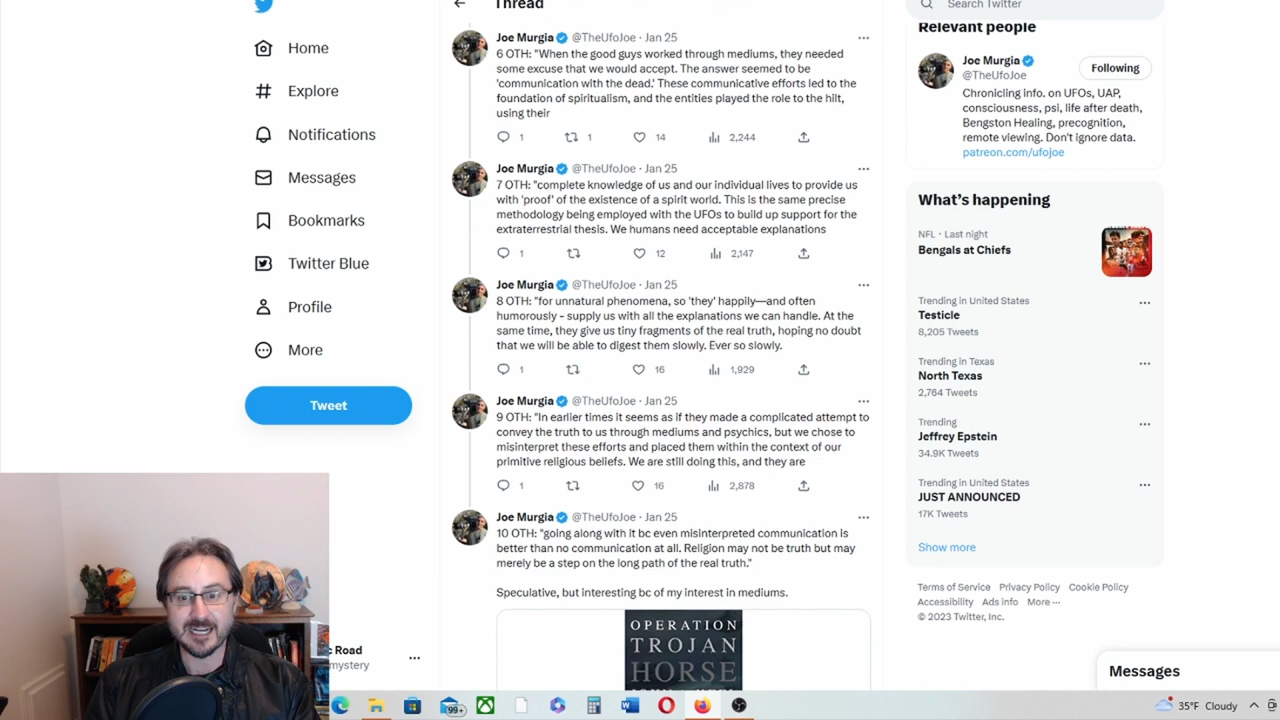 Thread
Search Twitter
Home
Explore
Notifications
Messages
Bookmarks
Twitter Blue
Profile
More
Tweet
c Road
mystery
Joe Murgia @TheUfoJoe · Jan 25
6 OTH: "When the good guys worked through mediums, they needed
some excuse that we would accept. The answer seemed to be
'communication with the dead.' These communicative efforts led to the
foundation of spiritualism, and the entities played the role to the hilt,
using their
1 1 14 2,244
Joe Murgia @TheUfoJoe · Jan 25
7 OTH: "complete knowledge of us and our individual lives to provide us
with 'proof' of the existence of a spirit world. This is the same precise
methodology being employed with the UFOs to build up support for the
extraterrestrial thesis. We humans need acceptable explanations
1 12 2,147
Joe Murgia @TheUfoJoe · Jan 25
8 OTH: "for unnatural phenomena, so 'they' happily—and often
humorously - supply us with all the explanations we can handle. At the
same time, they give us tiny fragments of the real truth, hoping no doubt
that we will be able to digest them slowly. Ever so slowly.
1 16 1,929
Joe Murgia @TheUfoJoe · Jan 25
9 OTH: "In earlier times it seems as if they made a complicated attempt to
convey the truth to us through mediums and psychics, but we chose to
misinterpret these efforts and placed them within the context of our
primitive religious beliefs. We are still doing this, and they are
1 16 2,878
Joe Murgia @TheUfoJoe · Jan 25
10 OTH: "going along with it bc even misinterpreted communication is
better than no communication at all. Religion may not be truth but may
merely be a step on the long path of the real truth."
Speculative, but interesting bc of my interest in mediums.
OPERATION
TROJAN
HORSE
Relevant people
Joe Murgia
@TheUfoJoe
Following
Chronicling info. on UFOs, UAP,
consciousness, psi, life after death,
Bengston Healing, precognition,
remote viewing. Don't ignore data.
patreon.com/ufojoe
What's happening
NFL · Last night
Bengals at Chiefs
Trending in United States
Testicle
8,205 Tweets
Trending in Texas
North Texas
2,764 Tweets
Trending
Jeffrey Epstein
34.9K Tweets
Trending in United States
JUST ANNOUNCED
17K Tweets
Show more
Terms of Service Privacy Policy Cookie Policy
Accessibility Ads info More ···
© 2023 Twitter, Inc.
Messages
99+
35°F Cloudy